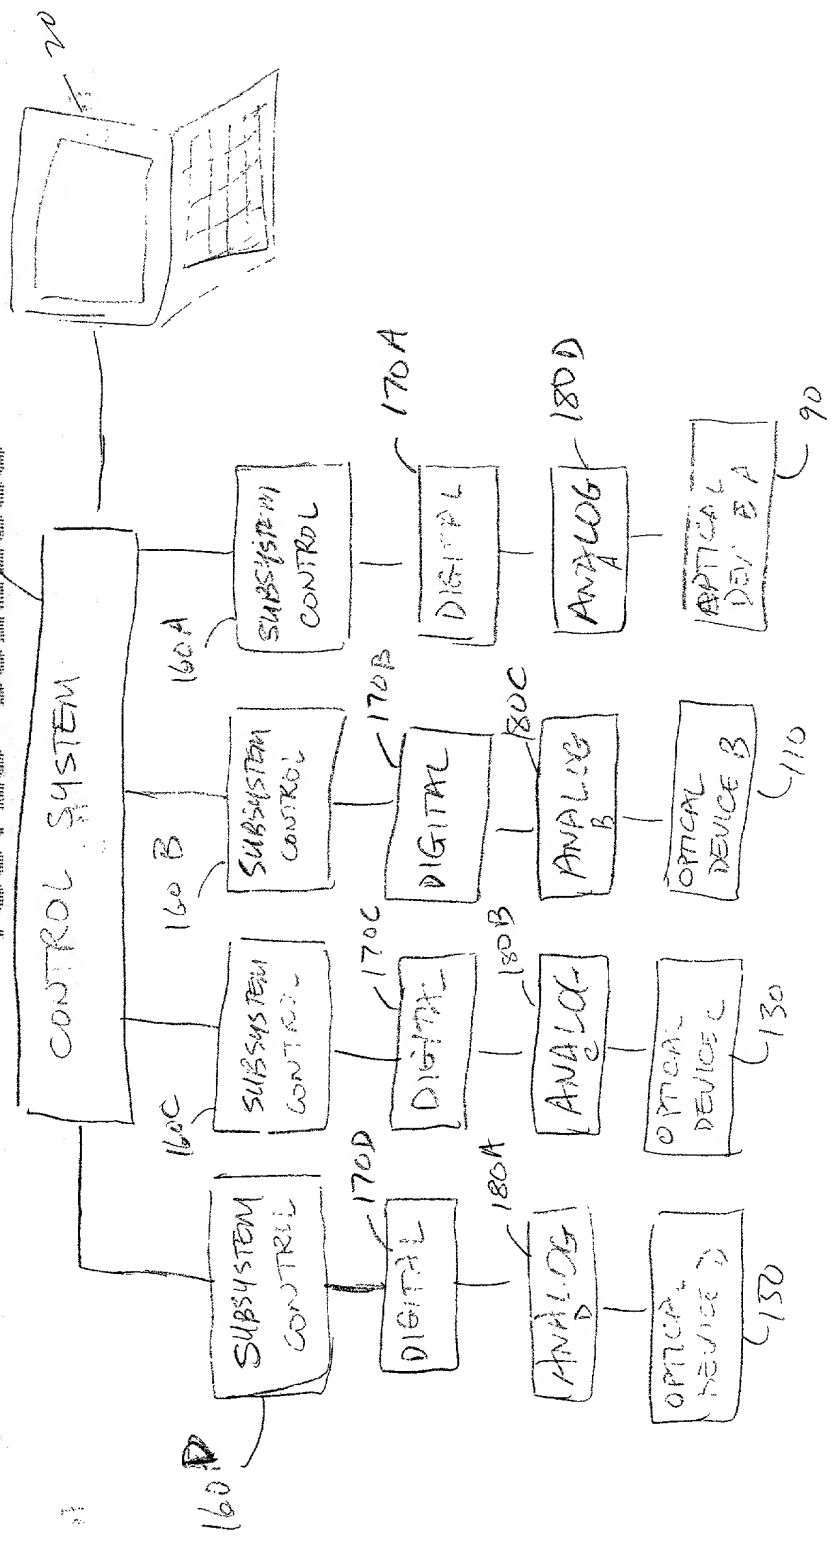 20
CONTROL SYSTEM
160D
SUBSYSTEM
CONTROL
170D
DIGITAL
180A
ANALOG
D
OPTICAL
DEVICE D
160C
SUBSYSTEM
CONTROL
170C
DIGITAL
180B
ANALOG
C
OPTICAL
DEVICE C
130
160B
SUBSYSTEM
CONTROL
170B
DIGITAL
180C
ANALOG
B
OPTICAL
DEVICE B
110
160A
SUBSYSTEM
CONTROL
170A
DIGITAL
180D
ANALOG
A
OPTICAL
DEVICE A
90